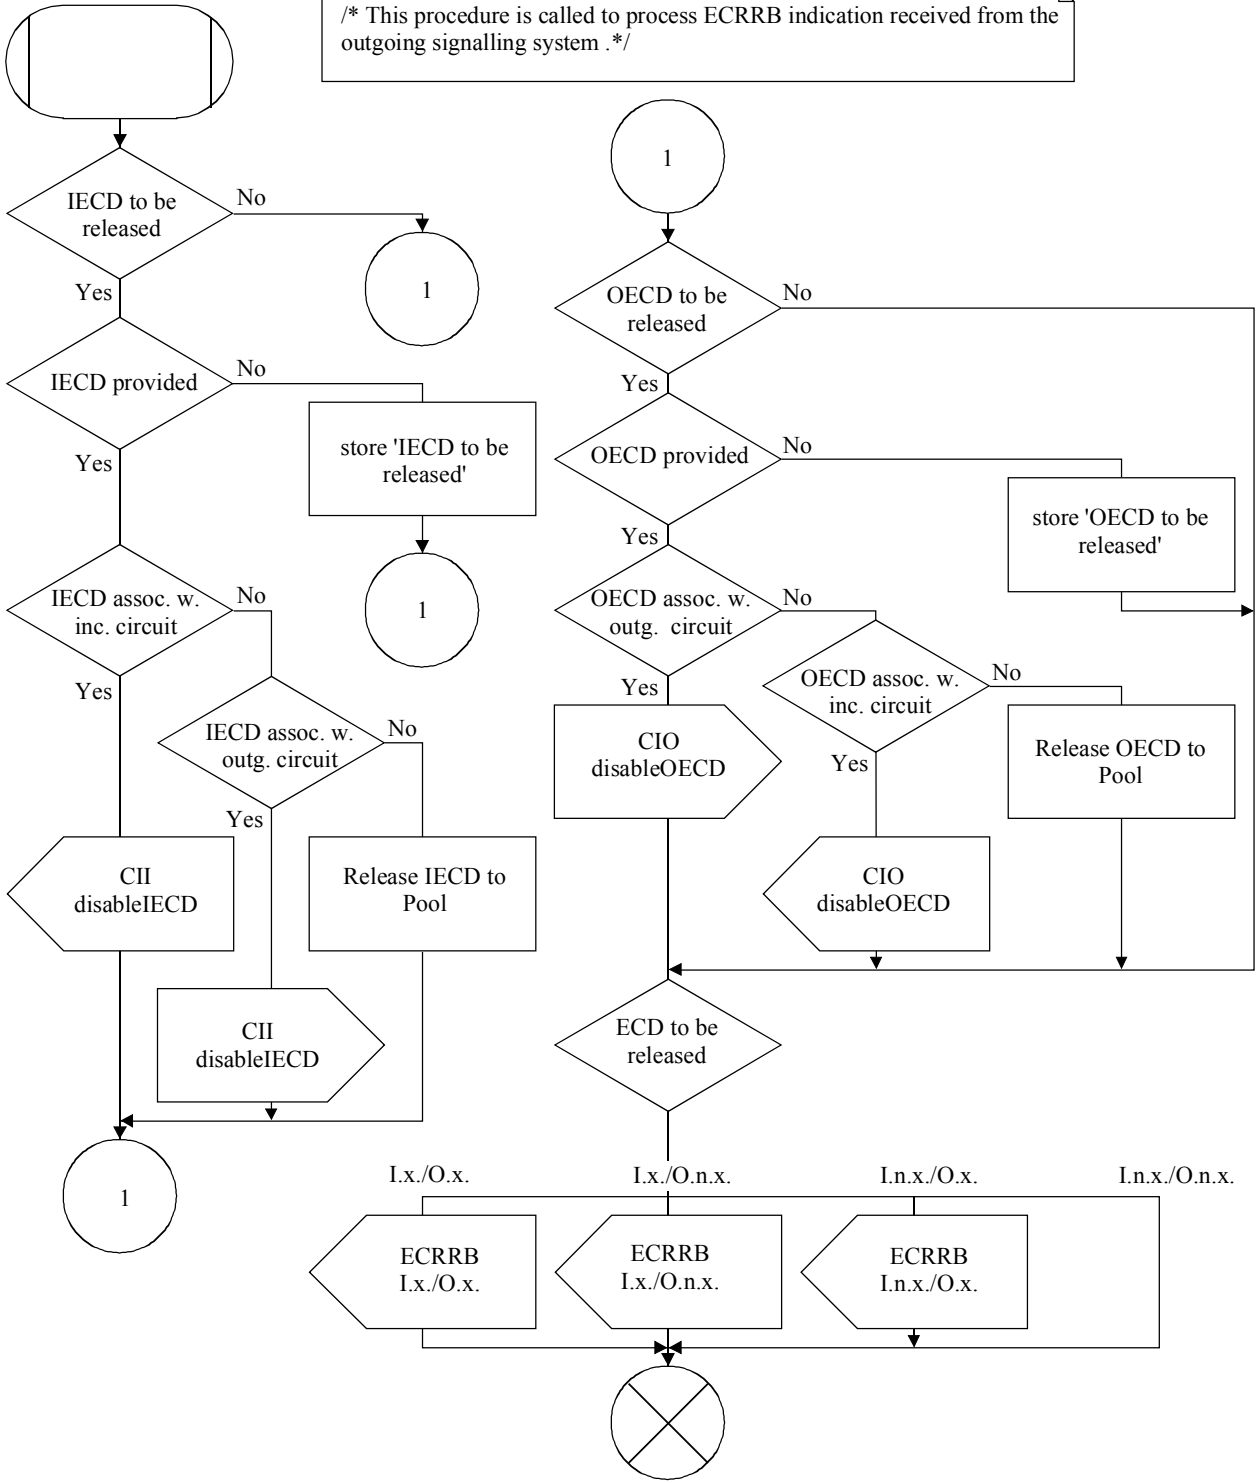 /* This procedure is called to process ECRRB indication received from the
outgoing signalling system .*/
IECD to be
released
No
1
Yes
IECD provided
No
store 'IECD to be
released'
1
Yes
IECD assoc. w.
inc. circuit
No
Yes
IECD assoc. w.
outg. circuit
No
Yes
CII
disableIECD
Release IECD to
Pool
CII
disableIECD
1
1
OECD to be
released
No
Yes
OECD provided
No
store 'OECD to be
released'
Yes
OECD assoc. w.
outg.  circuit
No
Yes
OECD assoc. w.
inc. circuit
No
Yes
CIO
disableOECD
Release OECD to
Pool
CIO
disableOECD
ECD to be
released
I.x./O.x.
I.x./O.n.x.
I.n.x./O.x.
I.n.x./O.n.x.
ECRRB
I.x./O.x.
ECRRB
I.x./O.n.x.
ECRRB
I.n.x./O.x.